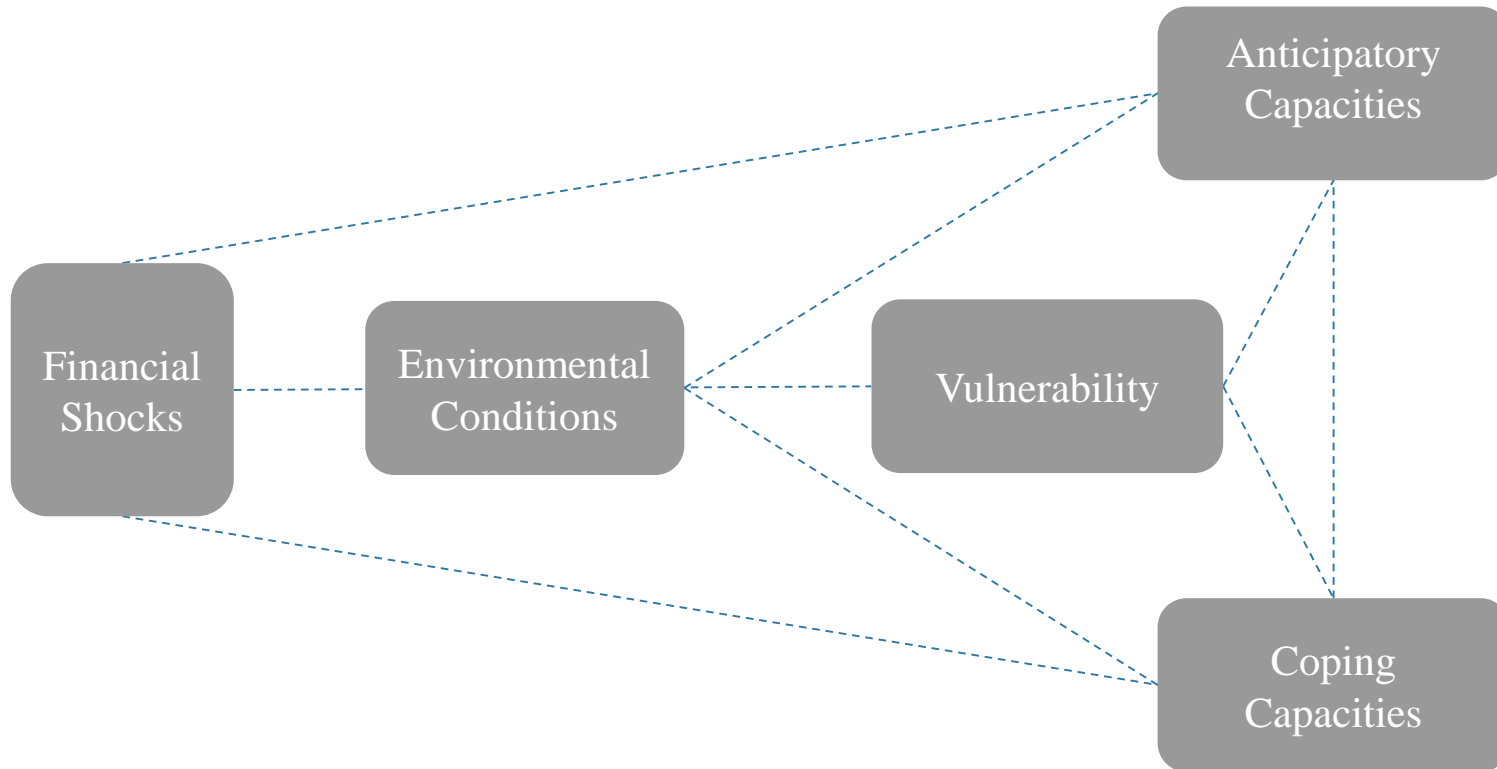 Anticipatory
Capacities
Financial
Shocks
Environmental
Conditions
Vulnerability
Coping
Capacities